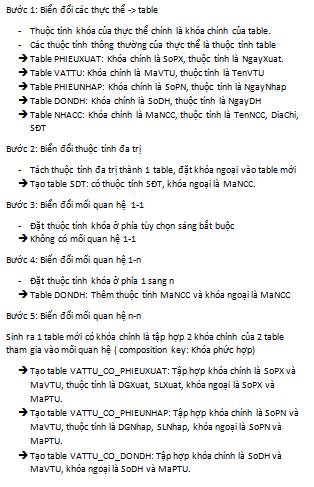 Bước 1: Biến đổi các thực thể -> table
- Thuộc tính khóa của thực thể chính là khóa chính của table.
- Các thuộc tính thông thường của thực thể là thuộc tính table
➔ Table PHIEUXUAT: Khóa chính là SoPX, thuộc tính là NgayXuat.
➔ Table VATTU: Khóa chính là MaVTU, thuộc tính là TenVTU
➔ Table PHIEUNHAP: Khóa chính là SoPN, thuộc tính là NgayNhap
➔ Table DONDH: Khóa chính là SoDH, thuộc tính là NgayDH
➔ Table NHACC: Khóa chính là MaNCC, thuộc tính là TenNCC, DiaChi,
SĐT
Bước 2: Biến đổi thuộc tính đa trị
- Tách thuộc tính đa trị thành 1 table, đặt khóa ngoại vào table mới
➔ Tạo table SDT: có thuộc tính SĐT, khóa ngoại là MaNCC.
Bước 3: Biến đổi mối quan hệ 1-1
- Đặt thuộc tính khóa ở phía tùy chọn sáng bắt buộc
➔ Không có mối quan hệ 1-1
Bước 4: Biến đổi mối quan hệ 1-n
- Đặt thuộc tính khóa ở phía 1 sang n
➔ Table DONDH: Thêm thuộc tính MaNCC và khóa ngoại là MaNCC
Bước 5: Biến đổi mối quan hệ n-n
Sinh ra 1 table mới có khóa chính là tập hợp 2 khóa chính của 2 table
tham gia vào mối quan hệ ( composition key: Khóa phức hợp)
➔ Tạo table VATTU_CO_PHIEUXUAT: Tập hợp khóa chính là SoPX và
MaVTU, thuộc tính là DGXuat, SLXuat, khóa ngoại là SoPX và
MaPTU.
➔ Tạo table VATTU_CO_PHIEUNHAP: Tập hợp khóa chính là SoPN và
MaVTU, thuộc tính là DGNhap, SLNhap, khóa ngoại là SoPN và
MaPTU.
➔ Tạo table VATTU_CO_DONDH: Tập hợp khóa chính là SoDH và
MaVTU, khóa ngoại là SoDH và MaPTU.